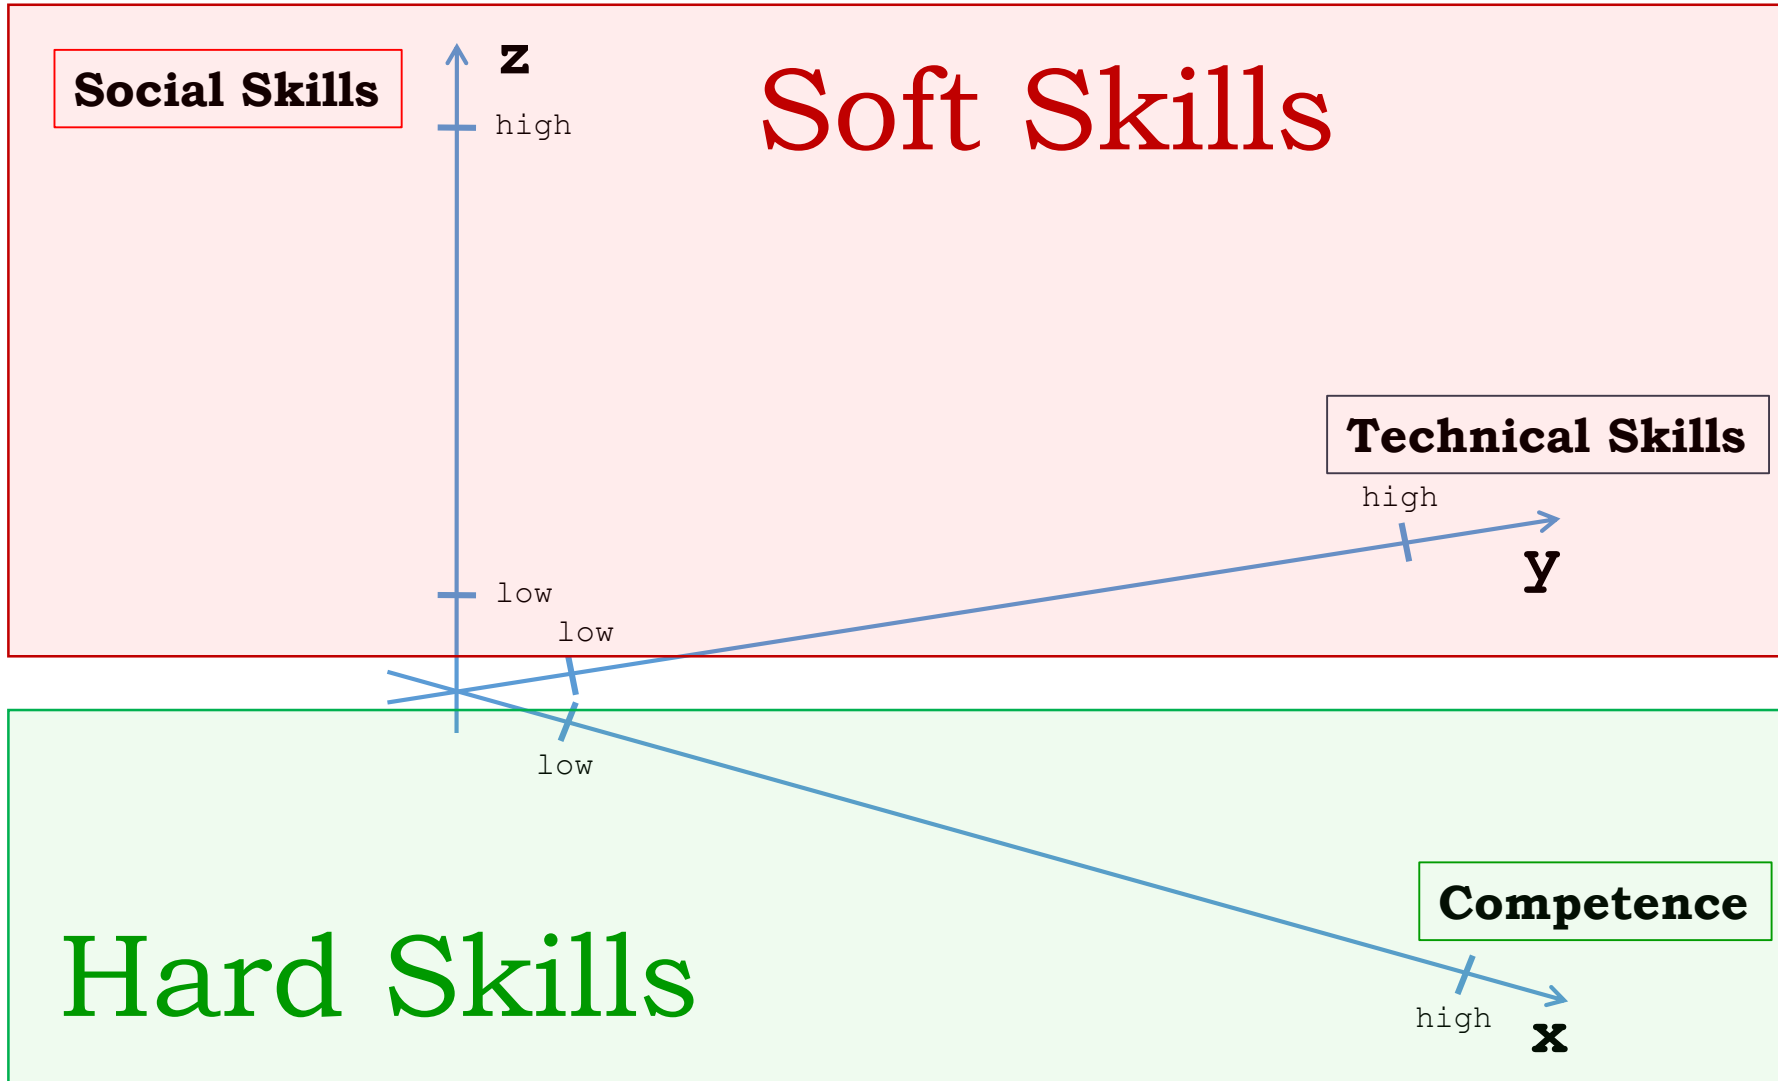 Social Skills
z
Soft Skills
high
Technical Skills
high
y
low
low
low
Competence
Hard Skills
high
x